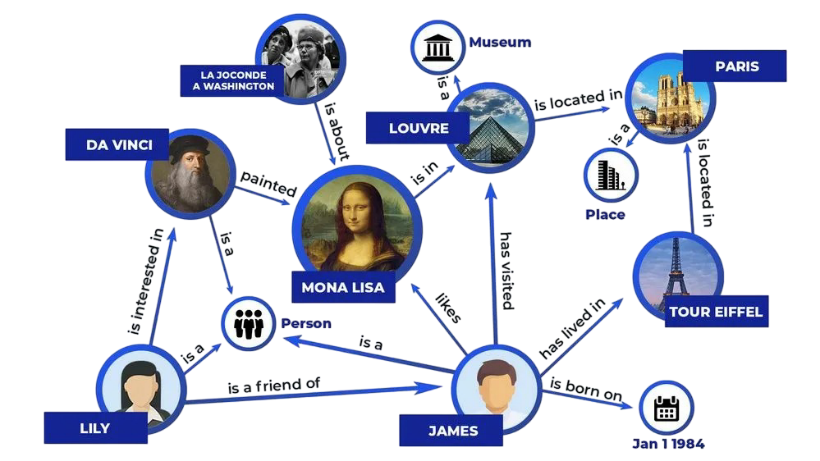 Museum
PARIS
LA JOCONDE
A WASHINGTON
is a
is located in
LOUVRE
is about
is a
DA VINCI
is in
is located in
painted
Place
is a
is interested in
has visited
MONA LISA
likes
TOUR EIFFEL
Person
has lived in
is a
is a
is a friend of
is born on
LILY
JAMES
Jan 1 1984